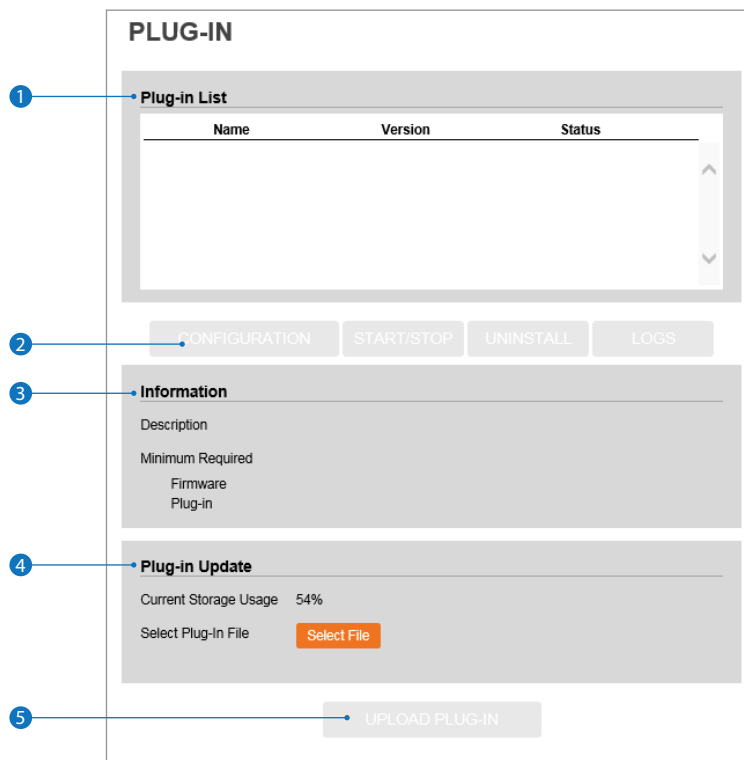 PLUG-IN
1
Plug-in List
Name Version Status
2
CONFIGURATION START/STOP UNINSTALL LOGS
3
Information
Description
Minimum Required
Firmware
Plug-in
4
Plug-in Update
Current Storage Usage 54%
Select Plug-In File Select File
5
UPLOAD PLUG-IN